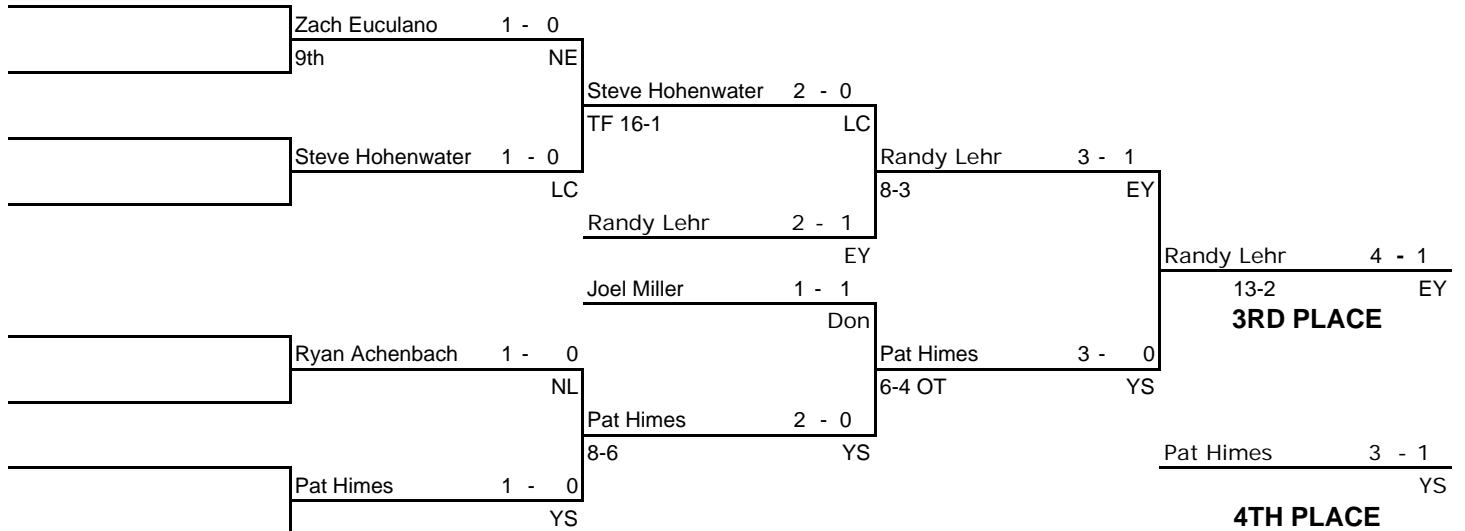 Zach Euculano 1 - 0
9th NE
Steve Hohenwater 2 - 0
TF 16-1 LC
Steve Hohenwater 1 - 0
LC
Randy Lehr 3 - 1
8-3 EY
Randy Lehr 2 - 1
EY
Randy Lehr 4 - 1
13-2 EY
3RD PLACE
Joel Miller 1 - 1
Don
Ryan Achenbach 1 - 0
NL
Pat Himes 3 - 0
6-4 OT YS
Pat Himes 2 - 0
8-6 YS
Pat Himes 3 - 1
YS
4TH PLACE
Pat Himes 1 - 0
YS